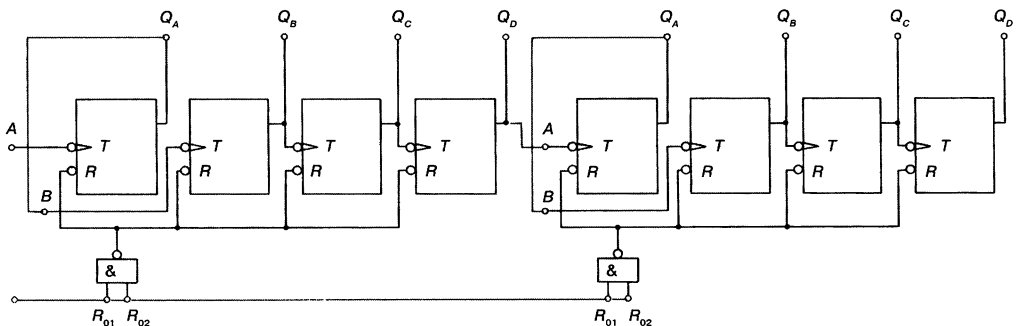 Q_A Q_B Q_C Q_D Q_A Q_B Q_C Q_D
A T T T T A T T T T
R R R R R R R R
B B
& &
R_01 R_02 R_01 R_02